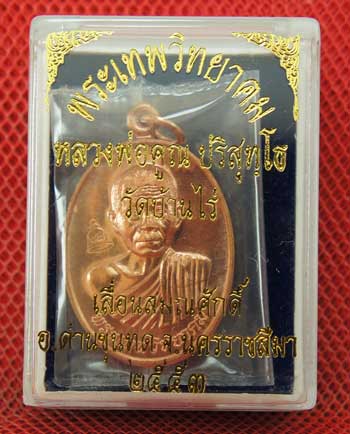 พระเทพวิทยาคม
หลวงพ่อคูณ ปริสุทฺโธ
วัดบ้านไร่
เลื่อนสมณศักดิ์
อ.ด่านขุนทด จ.นครราชสีมา
๒๕๕๓